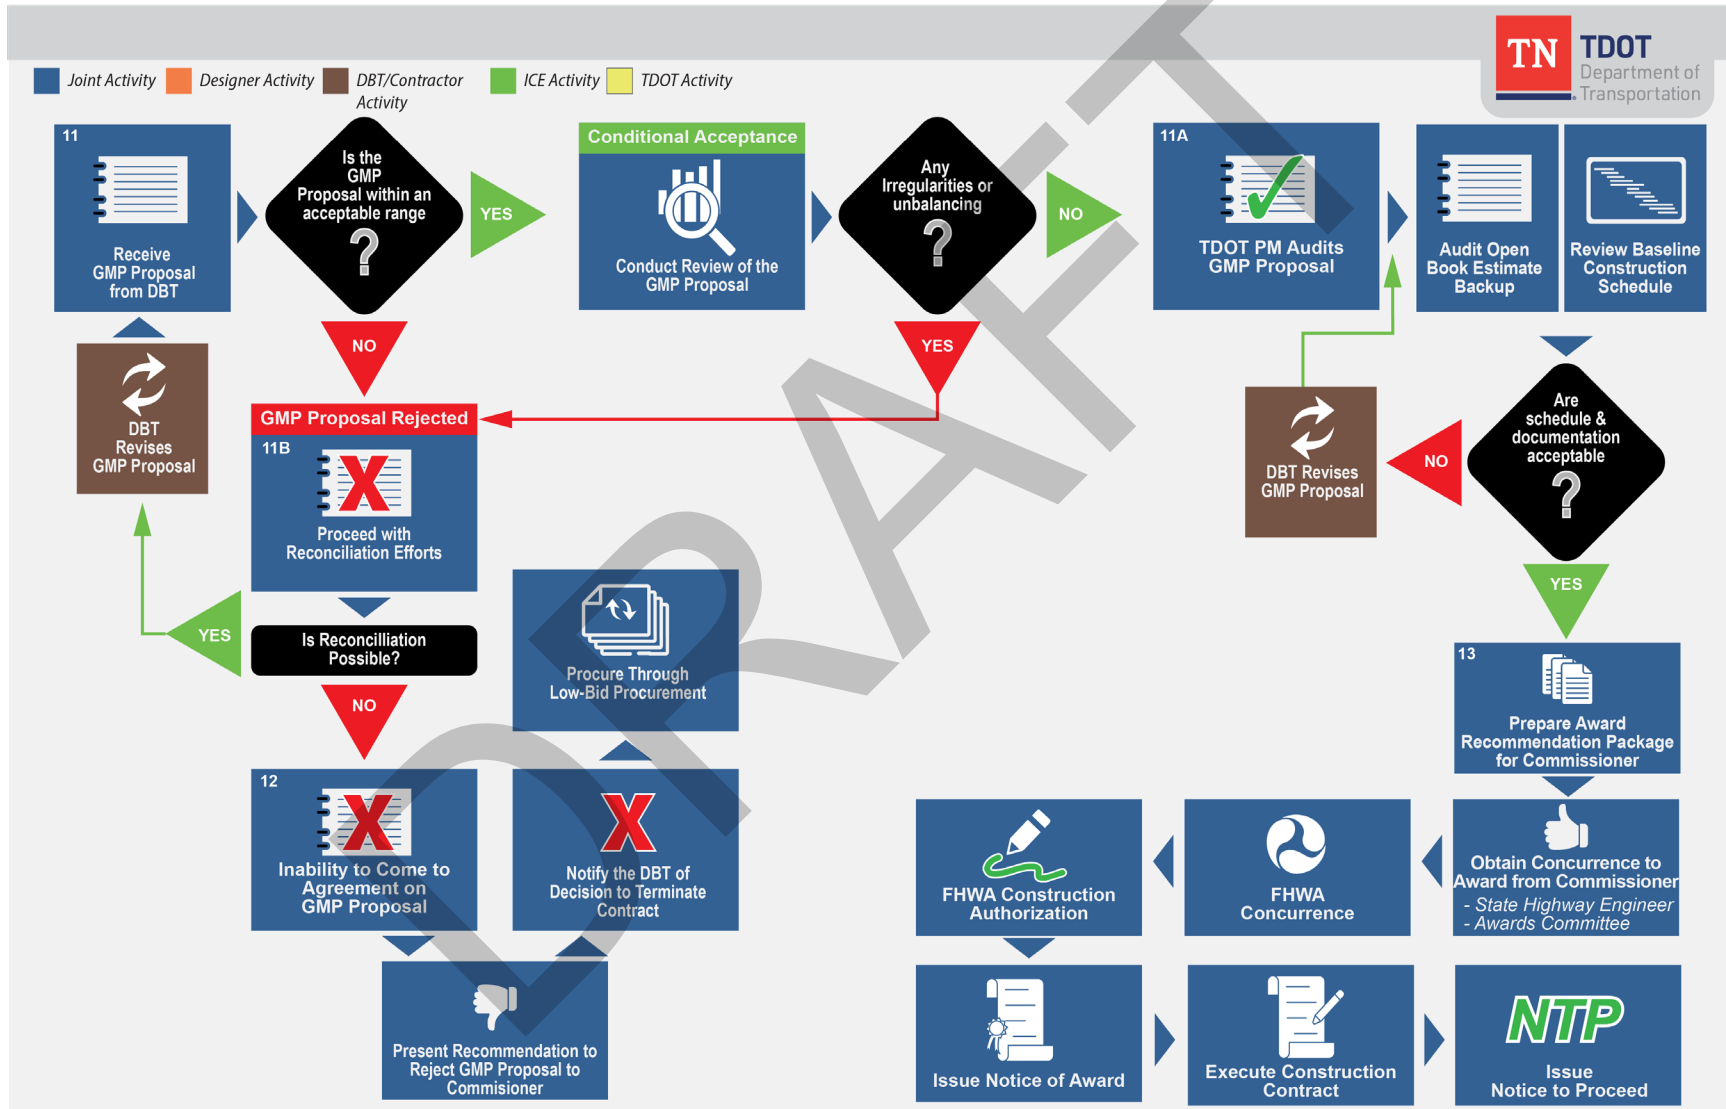 TN
TDOT
Department of
Transportation
Joint Activity
Designer Activity
DBT/Contractor
Activity
ICE Activity
TDOT Activity
11
Receive
GMP Proposal
from DBT
Is the
GMP
Proposal within an
acceptable range
?
YES
Conditional Acceptance
Conduct Review of the
GMP Proposal
Any
Irregularities or
unbalancing
?
NO
11A
TDOT PM Audits
GMP Proposal
Audit Open
Book Estimate
Backup
Review Baseline
Construction
Schedule
NO
YES
DBT
Revises
GMP Proposal
GMP Proposal Rejected
11B
X
Proceed with
Reconciliation Efforts
DBT Revises
GMP Proposal
NO
Are
schedule &
documentation
acceptable
?
YES
YES
Is Reconcilliation
Possible?
NO
Procure Through
Low-Bid Procurement
13
Prepare Award
Recommendation Package
for Commissioner
12
X
Inability to Come to
Agreement on
GMP Proposal
X
Notify the DBT of
Decision to Terminate
Contract
FHWA Construction
Authorization
FHWA
Concurrence
Obtain Concurrence to
Award from Commissioner
- State Highway Engineer
- Awards Committee
Present Recommendation to
Reject GMP Proposal to
Commisioner
Issue Notice of Award
Execute Construction
Contract
NTP
Issue
Notice to Proceed
DRAFT